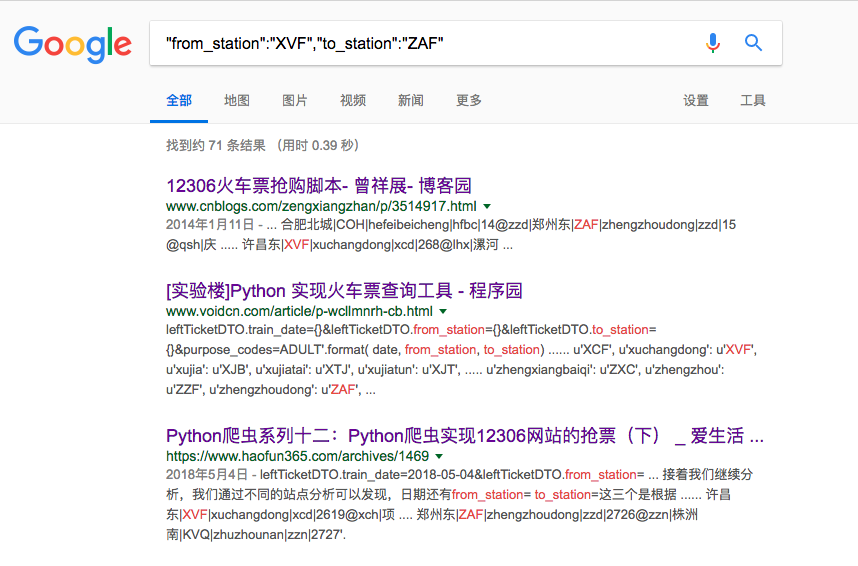 Google
"from_station":"XVF","to_station":"ZAF"
全部 地图 图片 视频 新闻 更多 设置 工具
找到约 71 条结果 （用时 0.39 秒）
12306火车票抢购脚本- 曾祥展- 博客园
www.cnblogs.com/zengxiangzhan/p/3514917.html
2014年1月11日 - ... 合肥北城|COH|hefeibeicheng|hfbc|14@zzd|郑州东|ZAF|zhengzhoudong|zzd|15
@qsh|庆 ..... 许昌东|XVF|xuchangdong|xcd|268@lhx|漯河 ...
[实验楼]Python 实现火车票查询工具 - 程序园
www.voidcn.com/article/p-wcllmnrh-cb.html
leftTicketDTO.train_date={}&leftTicketDTO.from_station={}&leftTicketDTO.to_station=
{}&purpose_codes=ADULT'.format( date, from_station, to_station) ...... u'XCF', u'xuchangdong': u'XVF',
u'xujia': u'XJB', u'xujiatai': u'XTJ', u'xujiatun': u'XJT', ..... u'zhengxiangbaiqi': u'ZXC', u'zhengzhou':
u'ZZF', u'zhengzhoudong': u'ZAF', ...
Python爬虫系列十二：Python爬虫实现12306网站的抢票（下） _ 爱生活 ...
https://www.haofun365.com/archives/1469
2018年5月4日 - leftTicketDTO.train_date=2018-05-04&leftTicketDTO.from_station= ... 接着我们继续分
析，我们通过不同的站点分析可以发现，日期还有from_station= to_station=这三个是根据 ...... 许昌
东|XVF|xuchangdong|xcd|2619@xch|项 .... 郑州东|ZAF|zhengzhoudong|zzd|2726@zzn|株洲
南|KVQ|zhuzhounan|zzn|2727'.